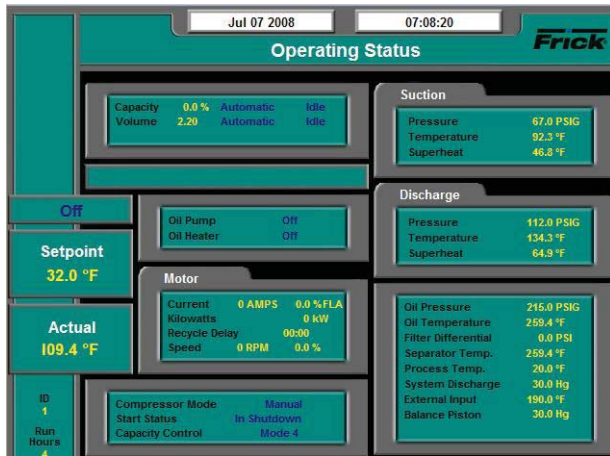 Jul 07 2008 07:08:20
Operating Status
Frick
Capacity 0.0 % Automatic Idle
Volume 2.20 Automatic Idle
Suction
Pressure 67.0 PSIG
Temperature 92.3 °F
Superheat 46.8 °F
Off
Setpoint
32.0 °F
Actual
109.4 °F
ID
1
Run
Hours
4
Oil Pump Off
Oil Heater Off
Discharge
Pressure 112.0 PSIG
Temperature 134.3 °F
Superheat 64.9 °F
Motor
Current 0 AMPS 0.0 %FLA
Kilowatts 0 kW
Recycle Delay 00:00
Speed 0 RPM 0.0 %
Oil Pressure 215.0 PSIG
Oil Temperature 259.4 °F
Filter Differential 0.0 PSI
Separator Temp. 259.4 °F
Process Temp. 20.0 °F
System Discharge 30.0 Hg
External Input 190.0 °F
Balance Piston 30.0 Hg
Compressor Mode Manual
Start Status In Shutdown
Capacity Control Mode 4